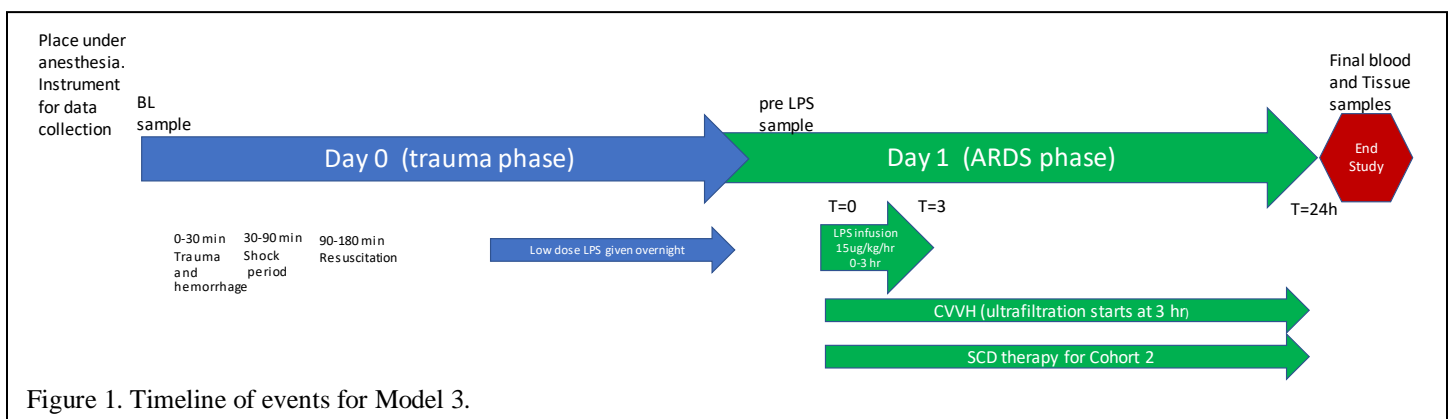 Place under
anesthesia.
Instrument
for data
collection
BL
sample
pre LPS
sample
Final blood
and Tissue
samples
Day 0 (trauma phase)
Day 1 (ARDS phase)
End
Study
T=0
T=3
T=24h
0-30 min
Trauma
and
hemorrhage
30-90 min
Shock
period
90-180 min
Resuscitation
Low dose LPS given overnight
LPS infusion
15ug/kg/hr
0-3 hr
CVVH (ultrafiltration starts at 3 hr)
SCD therapy for Cohort 2
Figure 1. Timeline of events for Model 3.